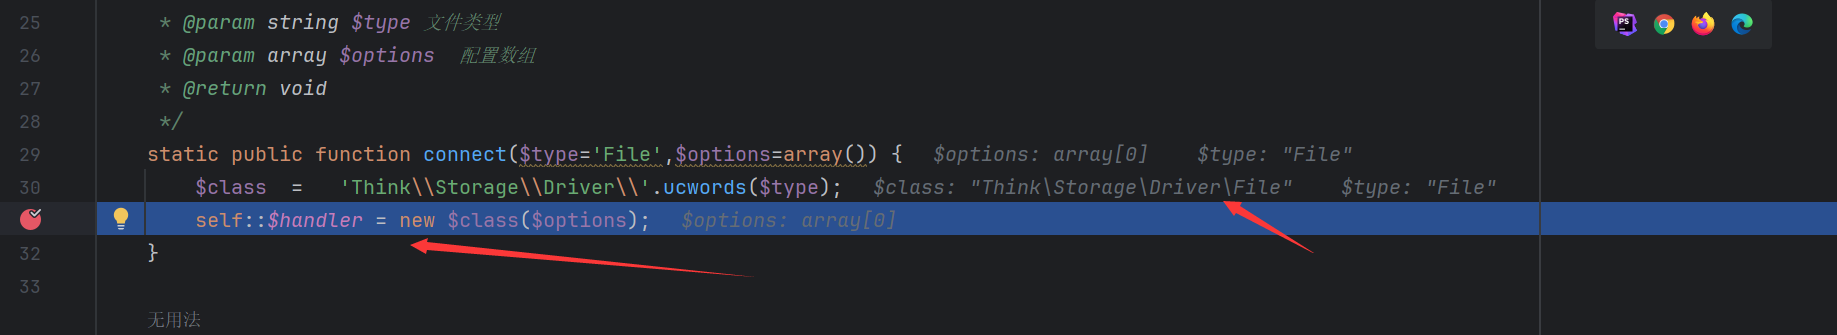 25 * @param string $type 文件类型
26 * @param array $options 配置数组
27 * @return void
28 */
29 static public function connect($type='File',$options=array()) { $options: array[0] $type: "File"
30 $class = 'Think\\Storage\\Driver\\'.ucwords($type); $class: "Think\Storage\Driver\File" $type: "File"
self::$handler = new $class($options); $options: array[0]
32 }
33
无用法
PS